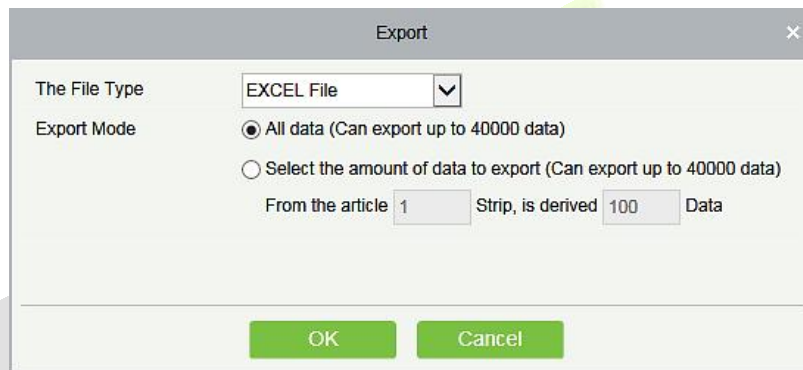 Export
The File Type EXCEL File
Export Mode All data (Can export up to 40000 data)
Select the amount of data to export (Can export up to 40000 data)
From the article 1 Strip, is derived 100 Data
OK Cancel